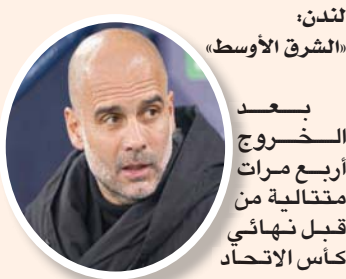 لندن:
«الشرق الأوسط»
بعد
الخروج
أربع مرات
متتالية من
قبل نهائي
كأس الاتحاد